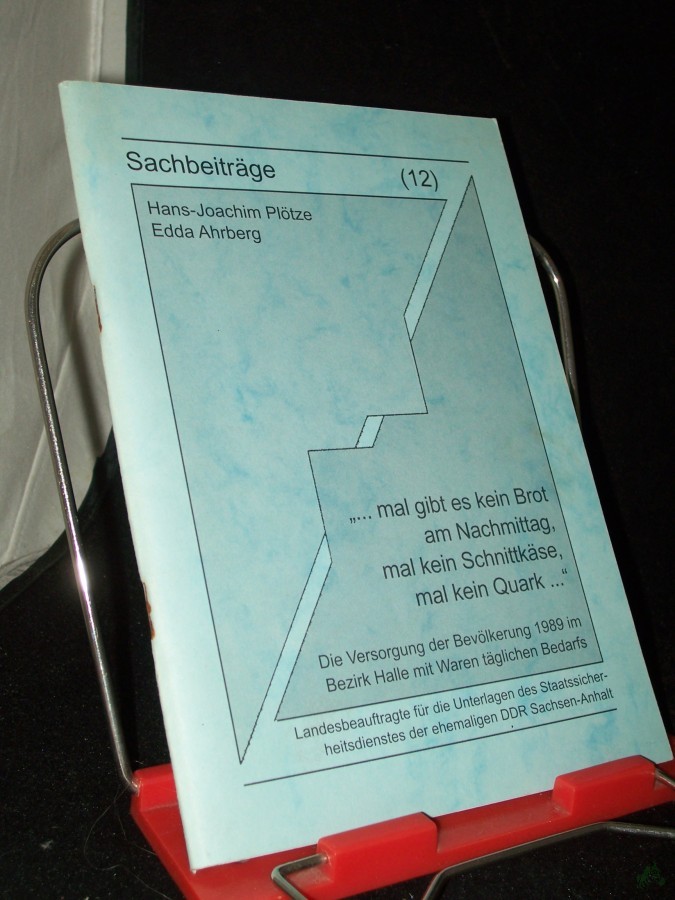 Sachbeiträge (12)
Hans-Joachim Plötze
Edda Ahrberg
„... mal gibt es kein Brot
am Nachmittag,
mal kein Schnittkäse,
mal kein Quark ...“
Die Versorgung der Bevölkerung 1989 im
Bezirk Halle mit Waren täglichen Bedarfs
Landesbeauftragte für die Unterlagen des Staatssicher-
heitsdienstes der ehemaligen DDR Sachsen-Anhalt